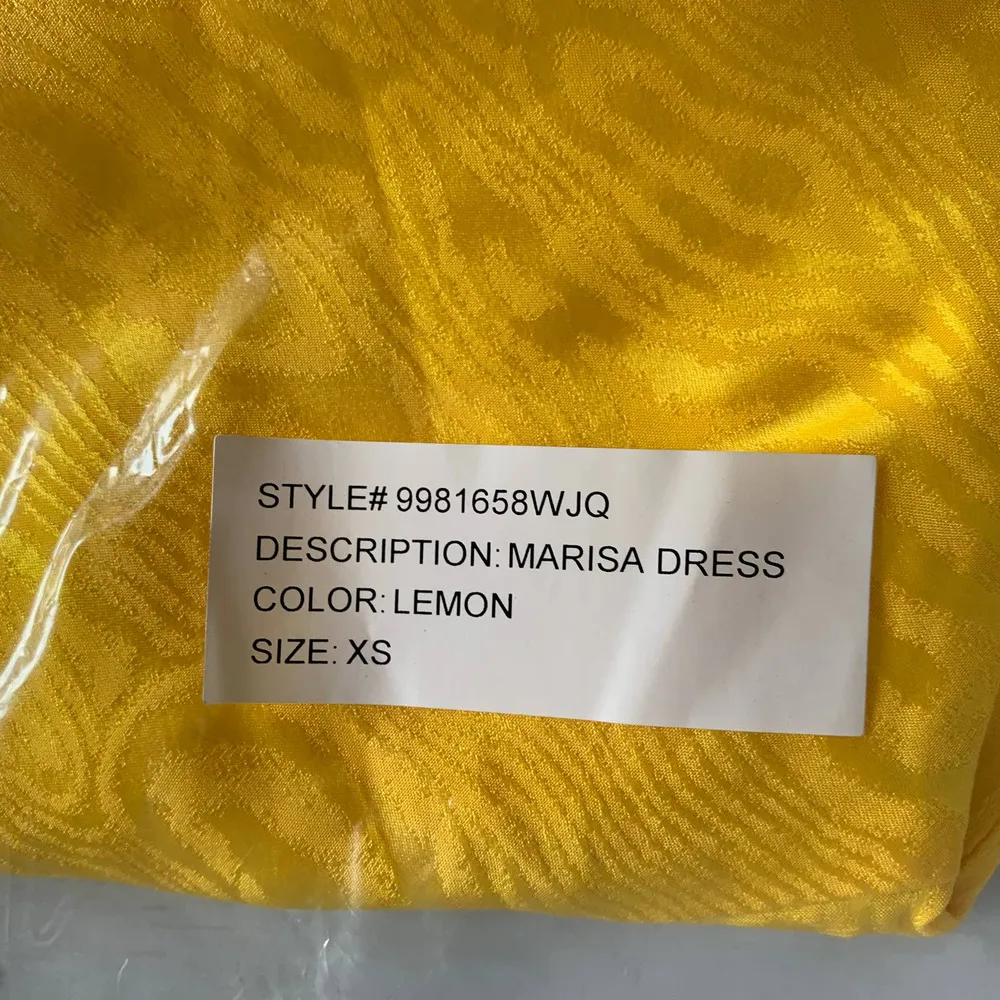 STYLE# 9981658WJQ
DESCRIPTION: MARISA DRESS
COLOR: LEMON
SIZE: XS